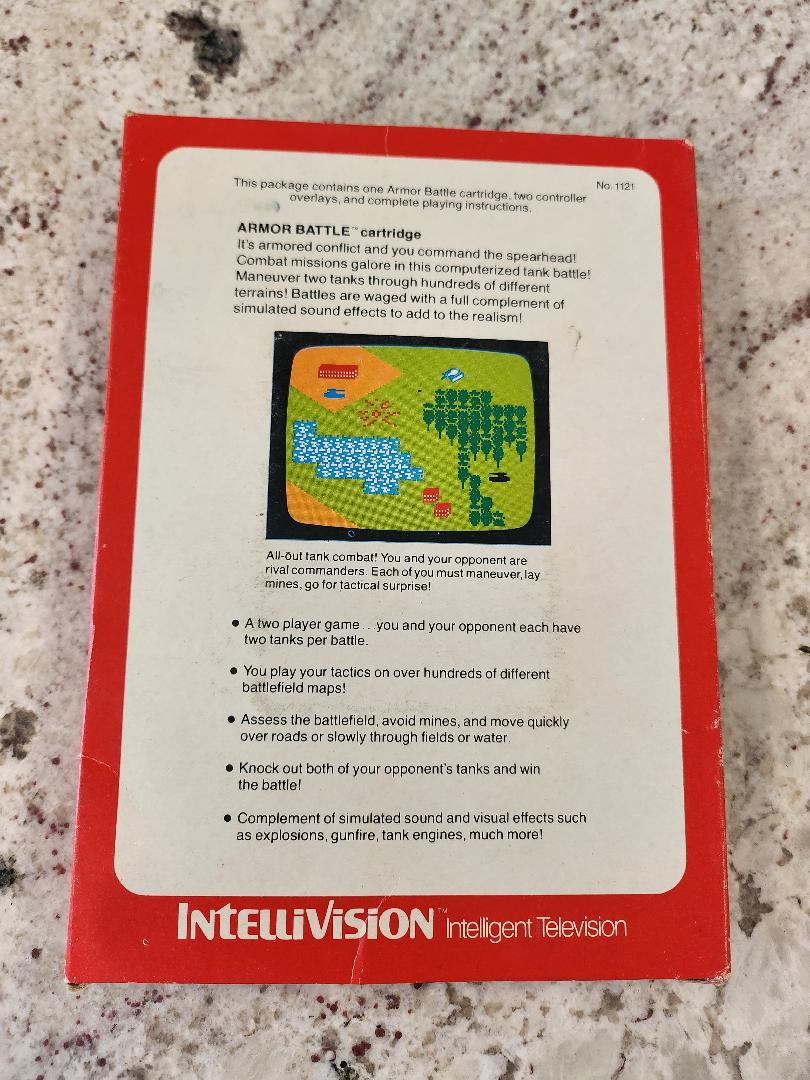 No. 1121
This package contains one Armor Battle cartridge, two controller
overlays, and complete playing instructions.
ARMOR BATTLE™ cartridge
It's armored conflict and you command the spearhead!
Combat missions galore in this computerized tank battle!
Maneuver two tanks through hundreds of different
terrains! Battles are waged with a full complement of
simulated sound effects to add to the realism!
All-out tank combat! You and your opponent are
rival commanders. Each of you must maneuver, lay
mines, go for tactical surprise!
● A two player game...you and your opponent each have
two tanks per battle.
● You play your tactics on over hundreds of different
battlefield maps!
● Assess the battlefield, avoid mines, and move quickly
over roads or slowly through fields or water.
● Knock out both of your opponent's tanks and win
the battle!
● Complement of simulated sound and visual effects such
as explosions, gunfire, tank engines, much more!
INTELLIVISION™ Intelligent Television